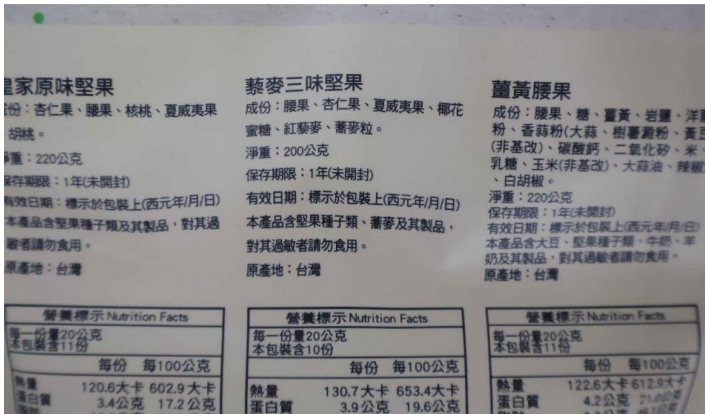 皇家原味堅果
成份：杏仁果、腰果、核桃、夏威夷果
胡桃。
淨重：220公克
保存期限：1年(未開封)
有效日期：標示於包裝上(西元年/月/日)
本產品含堅果種子類及其製品，對其過
敏者請勿食用。
原產地：台灣
營養標示 Nutrition Facts
每一份量20公克
本包裝含11份
每份 每100公克
熱量 120.6大卡 602.9大卡
蛋白質 3.4公克 17.2公克
藜麥三味堅果
成份：腰果、杏仁果、夏威夷果、椰花
蜜糖、紅藜麥、蕎麥粒。
淨重：200公克
保存期限：1年(未開封)
有效日期：標示於包裝上(西元年/月/日)
本產品含堅果種子類、蕎麥及其製品，
對其過敏者請勿食用。
原產地：台灣
營養標示 Nutrition Facts
每一份量20公克
本包裝含10份
每份 每100公克
熱量 130.7大卡 653.4大卡
蛋白質 3.9公克 19.6公克
薑黃腰果
成份：腰果、糖、薑黃、岩鹽、洋
粉、香蒜粉(大蒜、樹薯澱粉、黃豆
(非基改)、碳酸鈣、二氧化矽、米、
乳糖、玉米(非基改)、大蒜油、辣椒
、白胡椒。
淨重：220公克
保存期限：1年(未開封)
有效日期：標示於包裝上(西元年/月/日)
本產品含大豆、堅果種子類、牛奶、羊
奶及其製品，對其過敏者請勿食用。
原產地：台灣
營養標示 Nutrition Facts
每一份量20公克
本包裝含11份
每份 每100公克
熱量 122.6大卡 612.9大卡
蛋白質 4.2公克 21.0公克